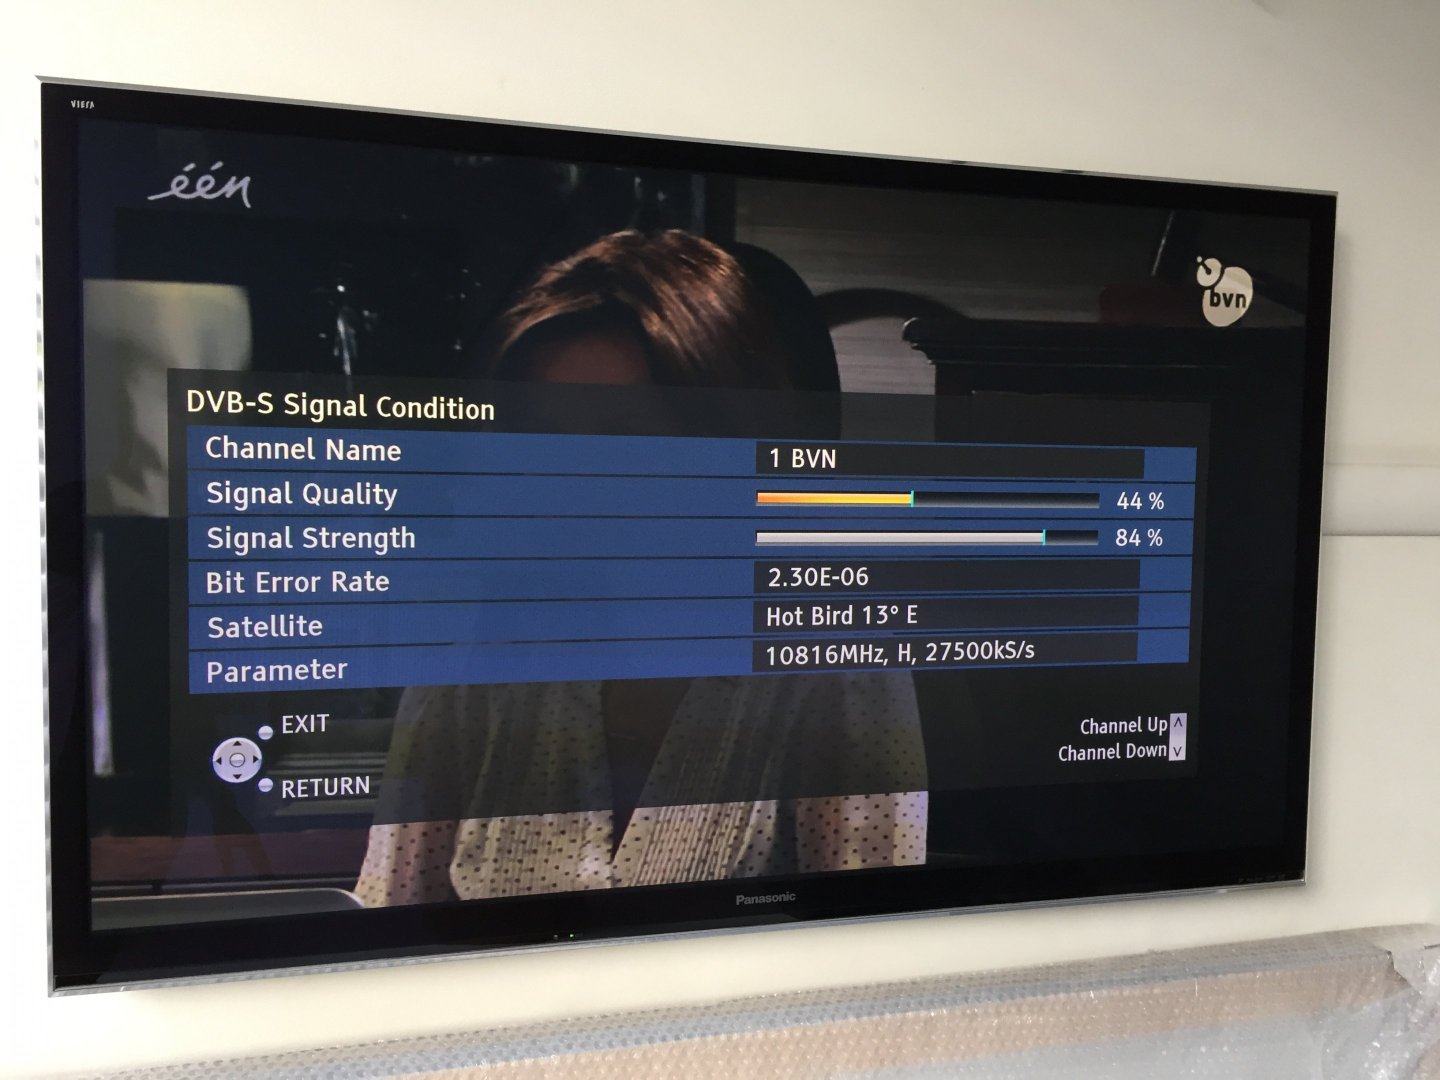 VIERA
één
bvn
DVB-S Signal Condition
Channel Name 1 BVN
Signal Quality 44 %
Signal Strength 84 %
Bit Error Rate 2.30E-06
Satellite Hot Bird 13° E
Parameter 10816MHz, H, 27500kS/s
EXIT
RETURN
Channel Up
Channel Down
Panasonic